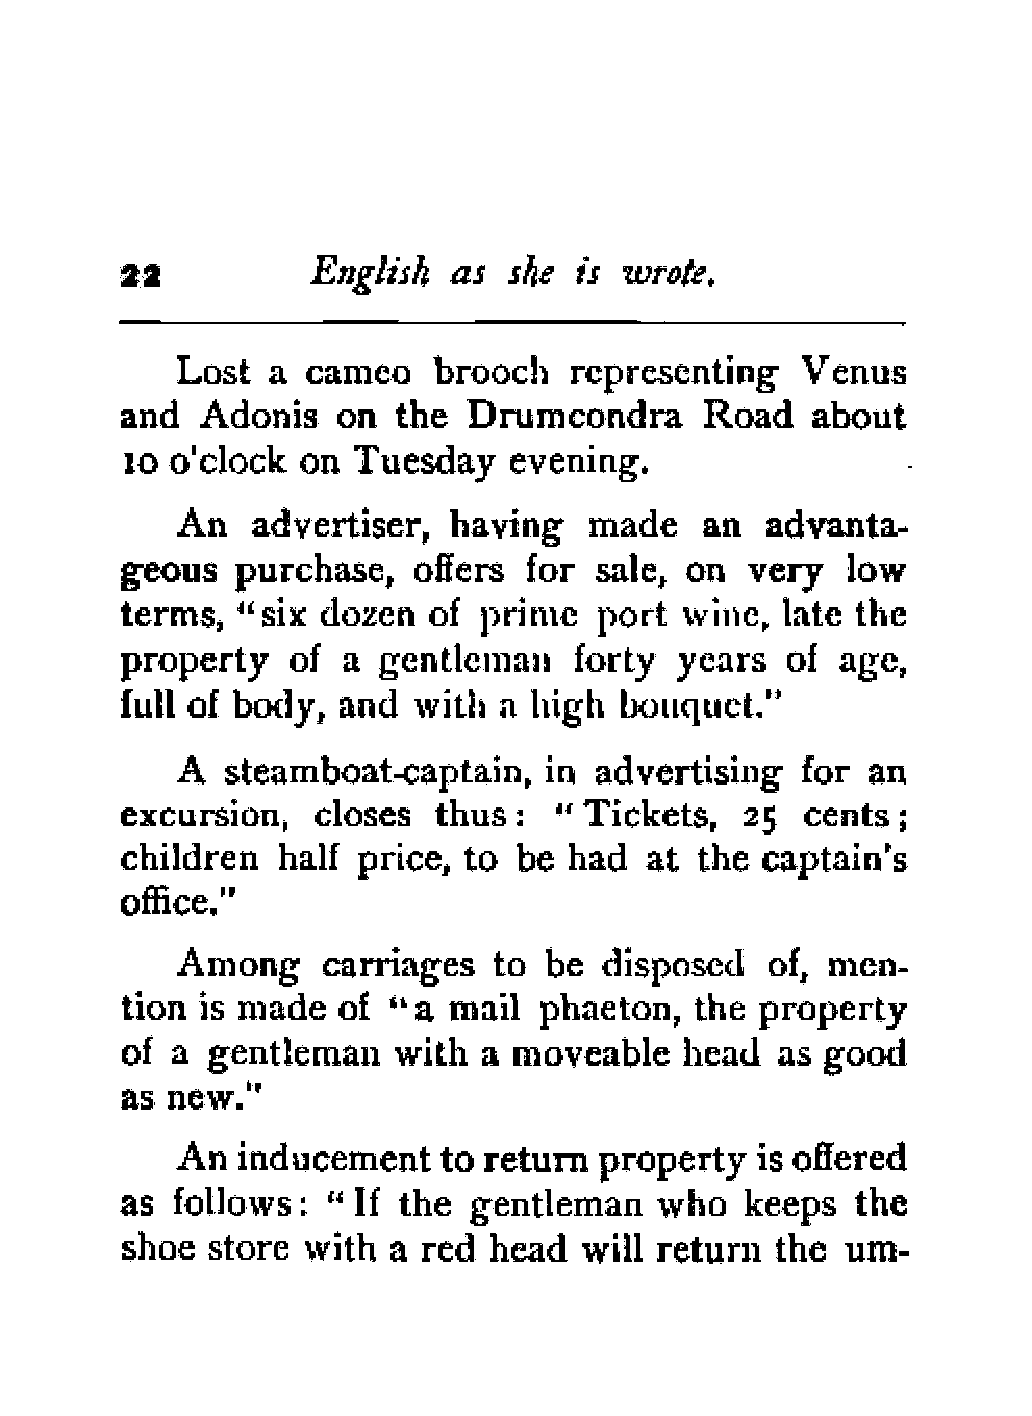 22 English as she is wrote.
Lost a cameo brooch representing Venus
and Adonis on the Drumcondra Road about
10 o'clock on Tuesday evening.
An advertiser, having made an advanta-
geous purchase, offers for sale, on very low
terms, "six dozen of prime port wine, late the
property of a gentleman forty years of age,
full of body, and with a high bouquet."
A steamboat-captain, in advertising for an
excursion, closes thus: "Tickets, 25 cents;
children half price, to be had at the captain's
office."
Among carriages to be disposed of, men-
tion is made of "a mail phaeton, the property
of a gentleman with a moveable head as good
as new."
An inducement to return property is offered
as follows: "If the gentleman who keeps the
shoe store with a red head will return the um-